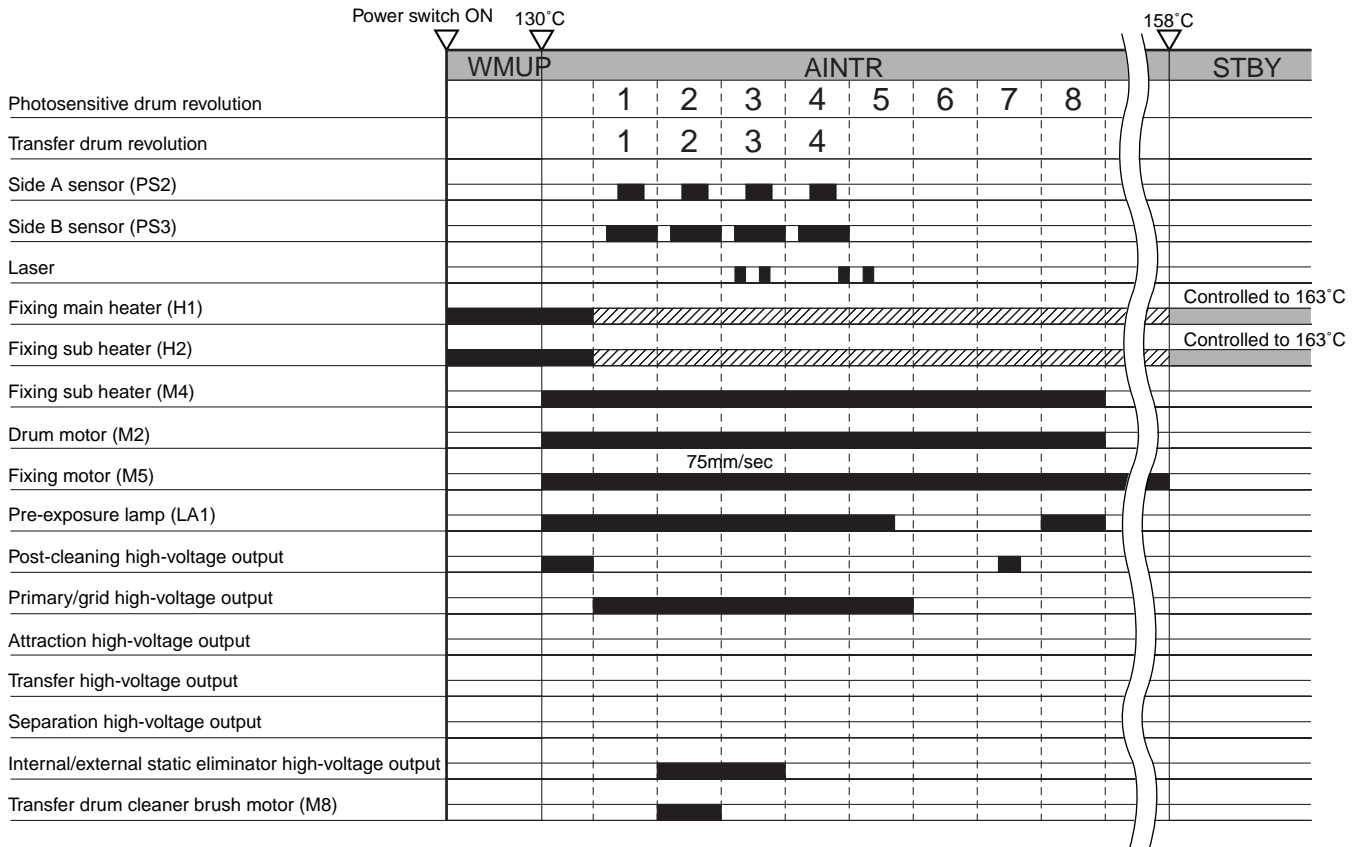 Power switch ON 130˚C 158˚C
WMUP AINTR STBY
Photosensitive drum revolution 1 2 3 4 5 6 7 8
Transfer drum revolution 1 2 3 4
Side A sensor (PS2)
Side B sensor (PS3)
Laser
Controlled to 163˚C
Fixing main heater (H1)
Controlled to 163˚C
Fixing sub heater (H2)
Fixing sub heater (M4)
Drum motor (M2)
75mm/sec
Fixing motor (M5)
Pre-exposure lamp (LA1)
Post-cleaning high-voltage output
Primary/grid high-voltage output
Attraction high-voltage output
Transfer high-voltage output
Separation high-voltage output
Internal/external static eliminator high-voltage output
Transfer drum cleaner brush motor (M8)